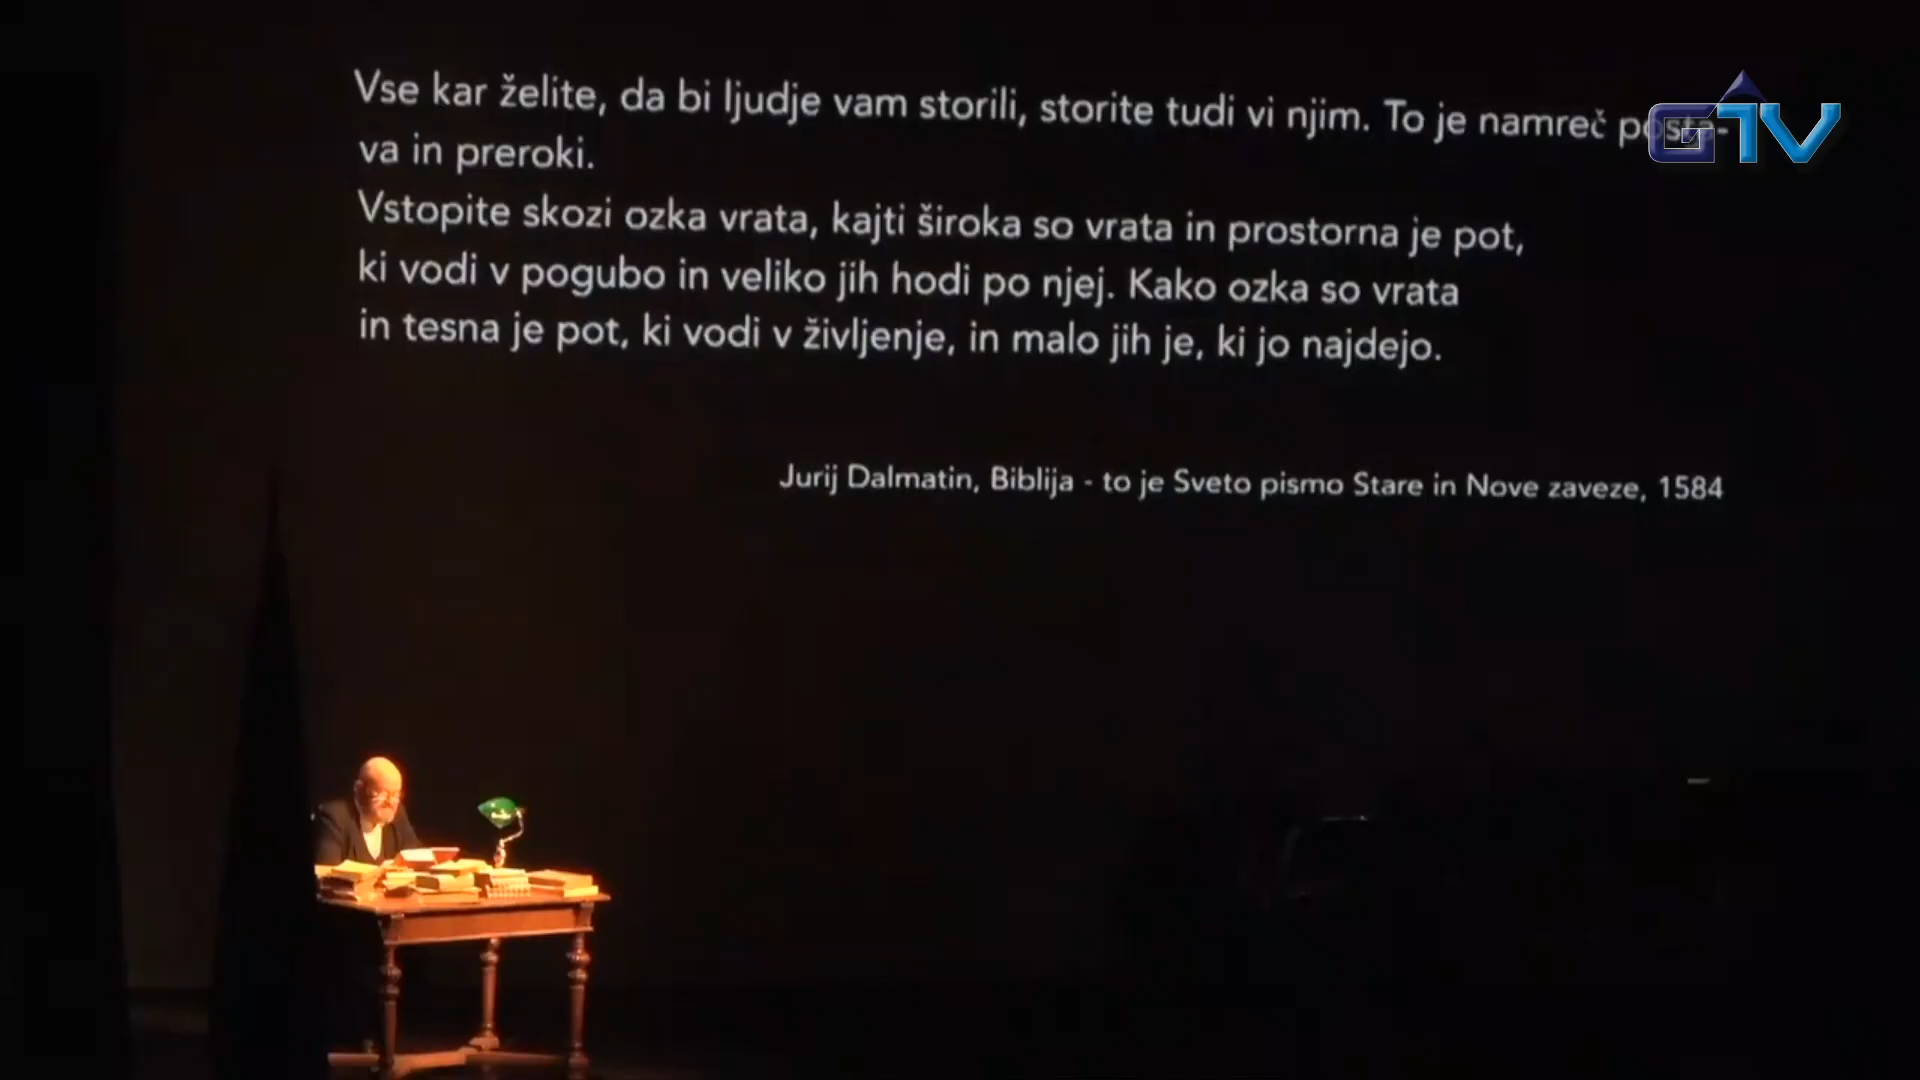 Vse kar želite, da bi ljudje vam storili, storite tudi vi njim. To je namreč posta-
va in preroki.
Vstopite skozi ozka vrata, kajti široka so vrata in prostorna je pot,
ki vodi v pogubo in veliko jih hodi po njej. Kako ozka so vrata
in tesna je pot, ki vodi v življenje, in malo jih je, ki jo najdejo.
Jurij Dalmatin, Biblija - to je Sveto pismo Stare in Nove zaveze, 1584
GTV